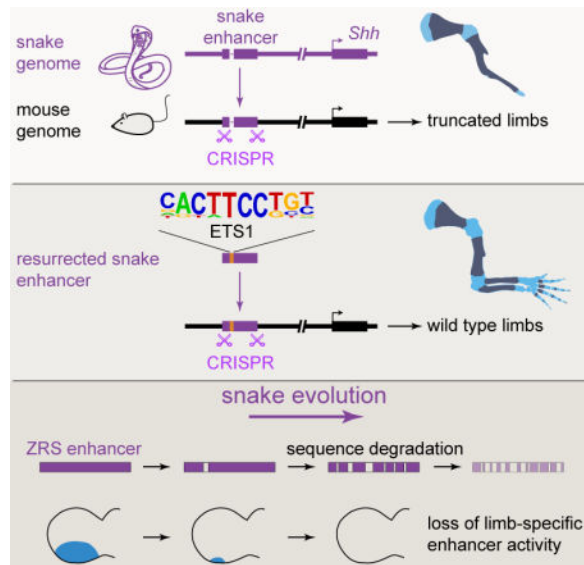 snake
genome
snake
enhancer
Shh
mouse
genome
CRISPR
truncated limbs
CACTTCCTGT
ETS1
resurrected snake
enhancer
CRISPR
wild type limbs
snake evolution
ZRS enhancer
sequence degradation
loss of limb-specific
enhancer activity